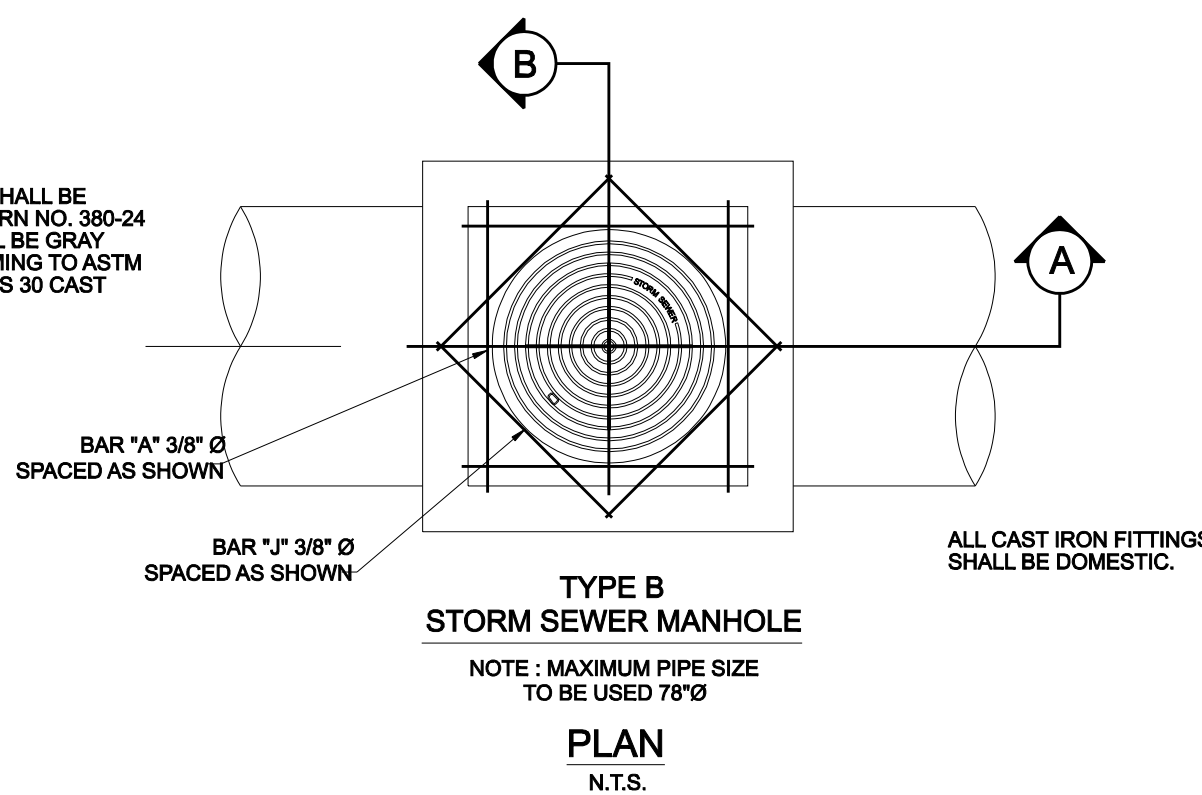 B
HALL BE
RN NO. 380-24
BE GRAY
MING TO ASTM
S 30 CAST
A
STORM SEWER
BAR "A" 3/8" Ø
SPACED AS SHOWN
BAR "J" 3/8" Ø
SPACED AS SHOWN
ALL CAST IRON FITTINGS
SHALL BE DOMESTIC.
TYPE B
STORM SEWER MANHOLE
NOTE : MAXIMUM PIPE SIZE
TO BE USED 78"Ø
PLAN
N.T.S.